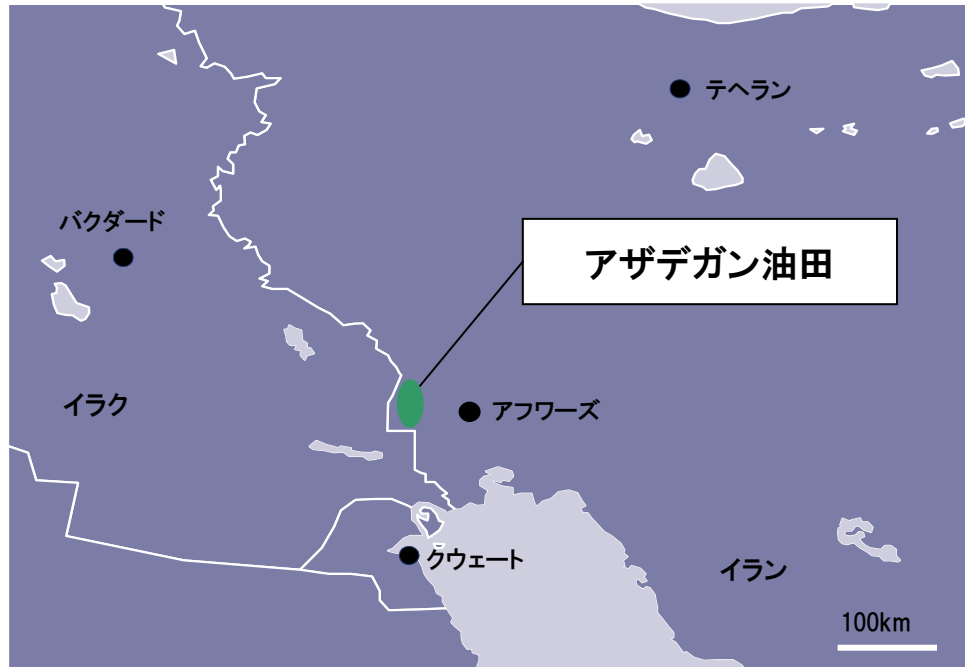 テヘラン
バクダード
アザデガン油田
イラク
アフワーズ
クウェート
イラン
100km